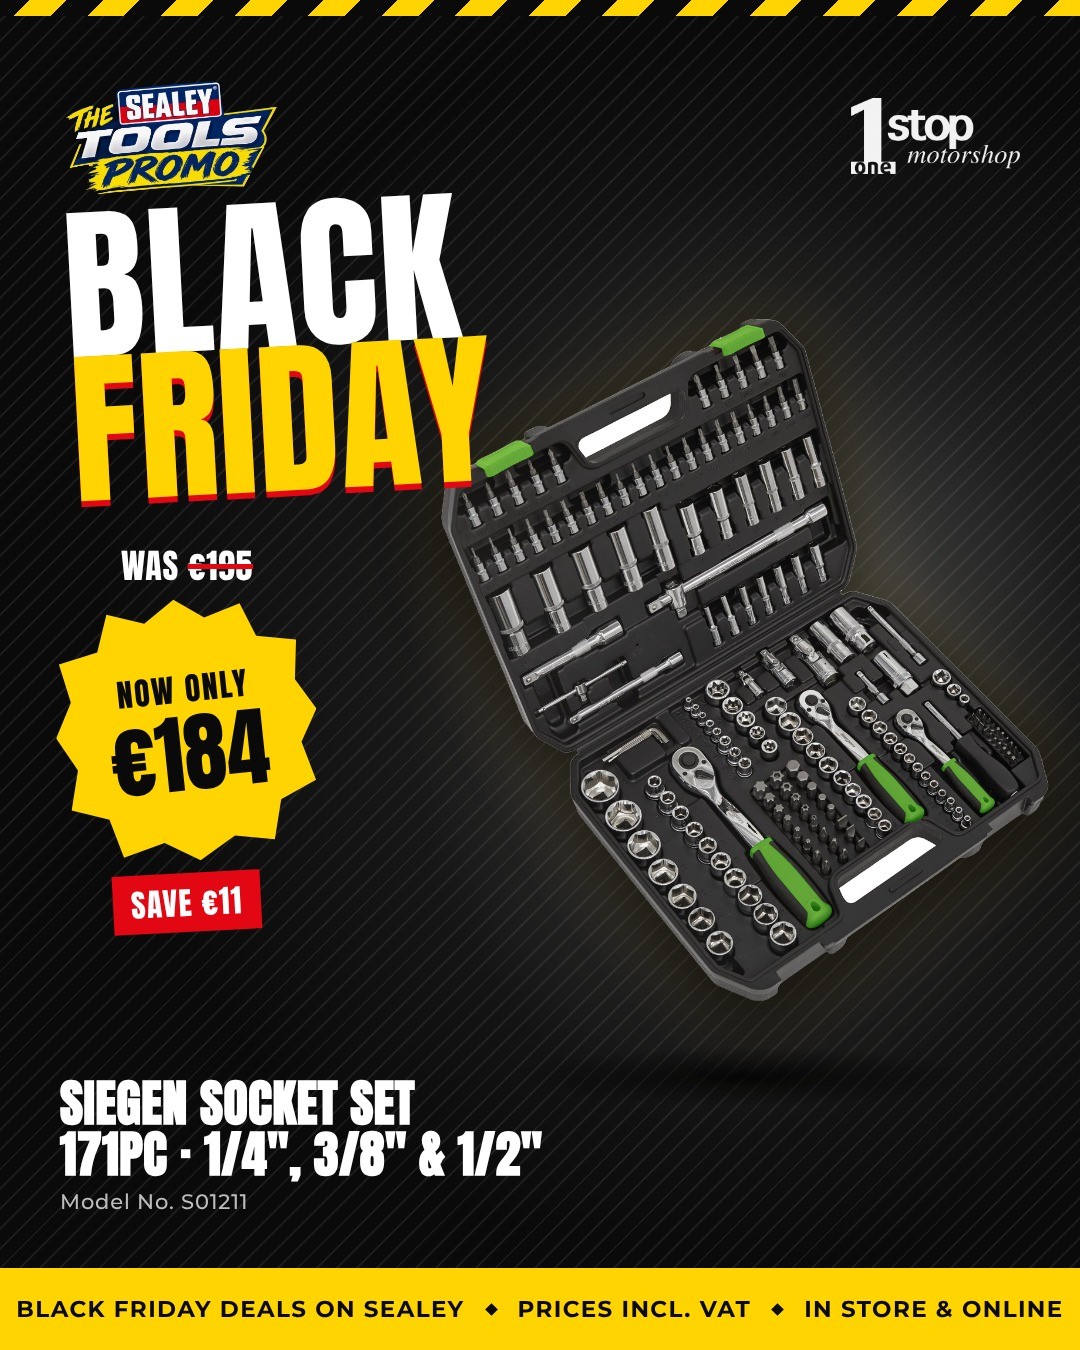 THE SEALEY
TOOLS
PROMO
1 stop
one motorshop
BLACK
FRIDAY
WAS €195
NOW ONLY
€184
SAVE €11
SIEGEN SOCKET SET
171PC · 1/4", 3/8" & 1/2"
Model No. S01211
BLACK FRIDAY DEALS ON SEALEY ◆ PRICES INCL. VAT ◆ IN STORE & ONLINE